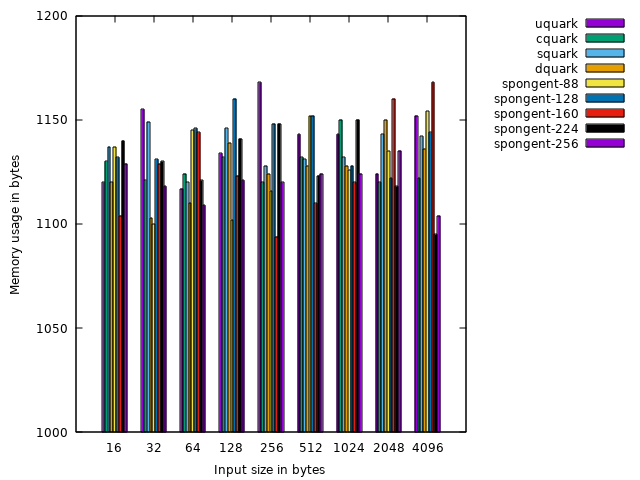 1200
1150
1100
1050
1000
Memory usage in bytes
16 32 64 128 256 512 1024 2048 4096
Input size in bytes
uquark
cquark
squark
dquark
spongent-88
spongent-128
spongent-160
spongent-224
spongent-256